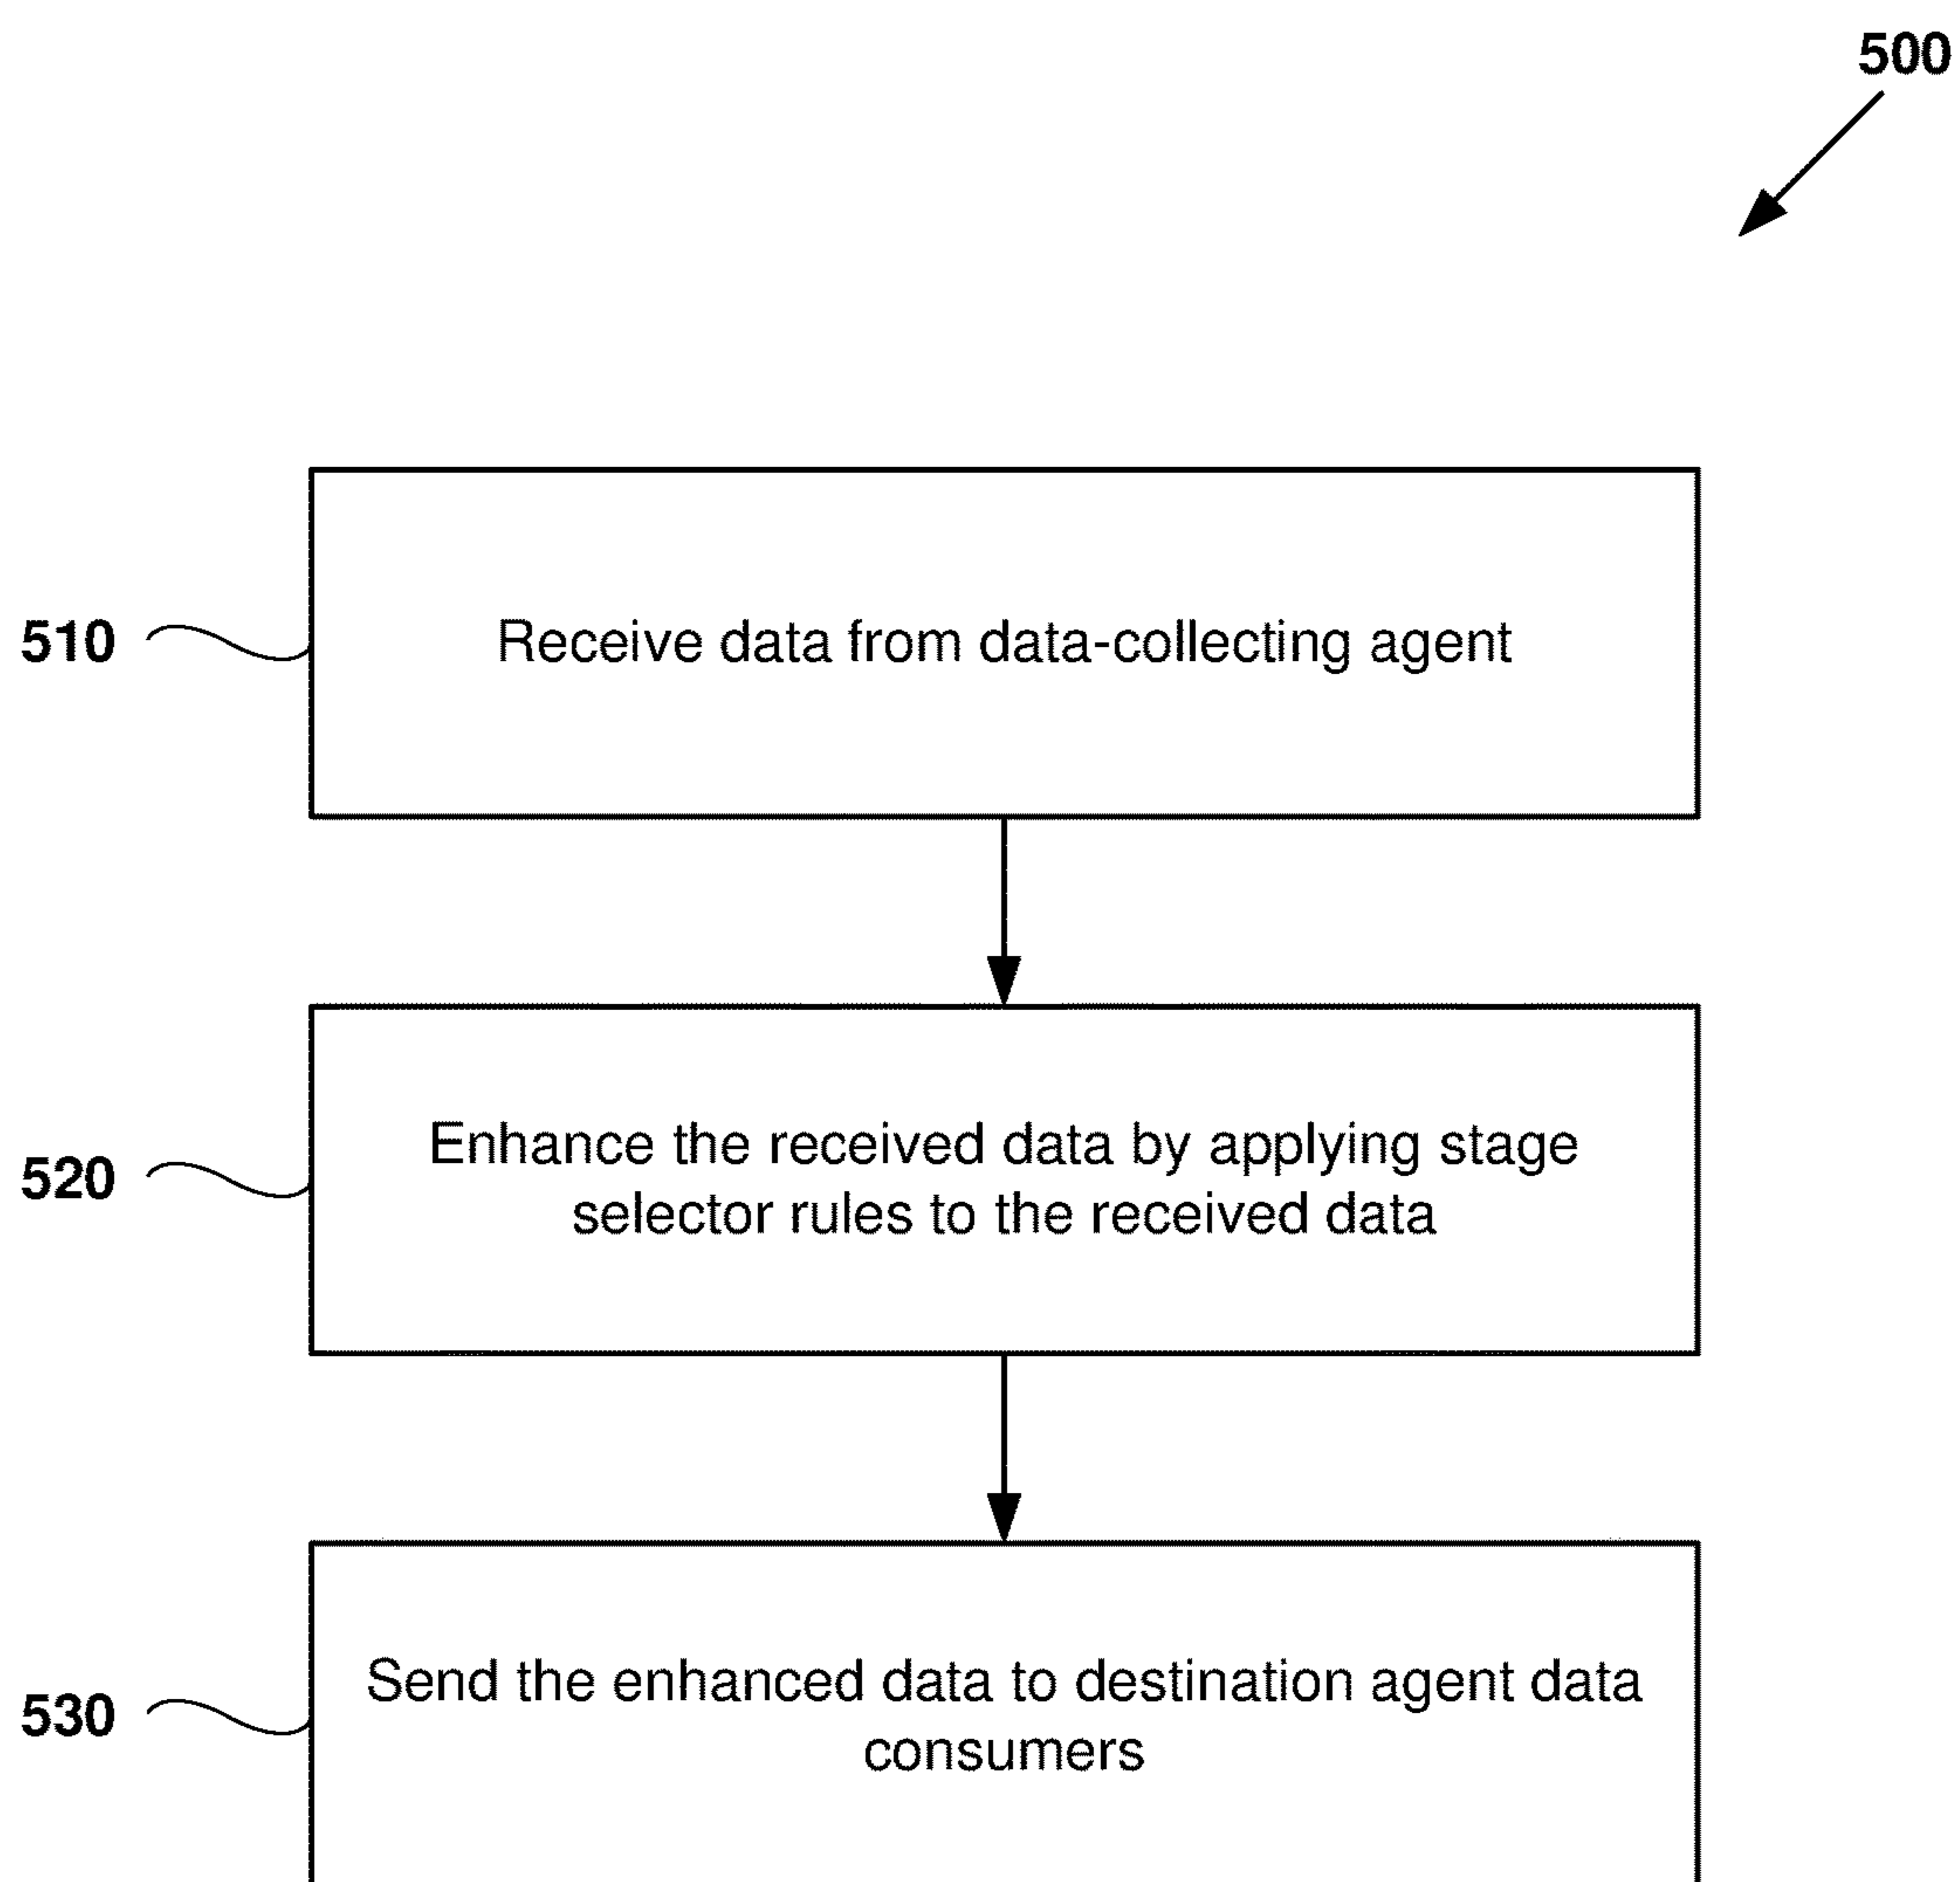 500
510
Receive data from data-collecting agent
520
Enhance the received data by applying stage
selector rules to the received data
530
Send the enhanced data to destination agent data
consumers